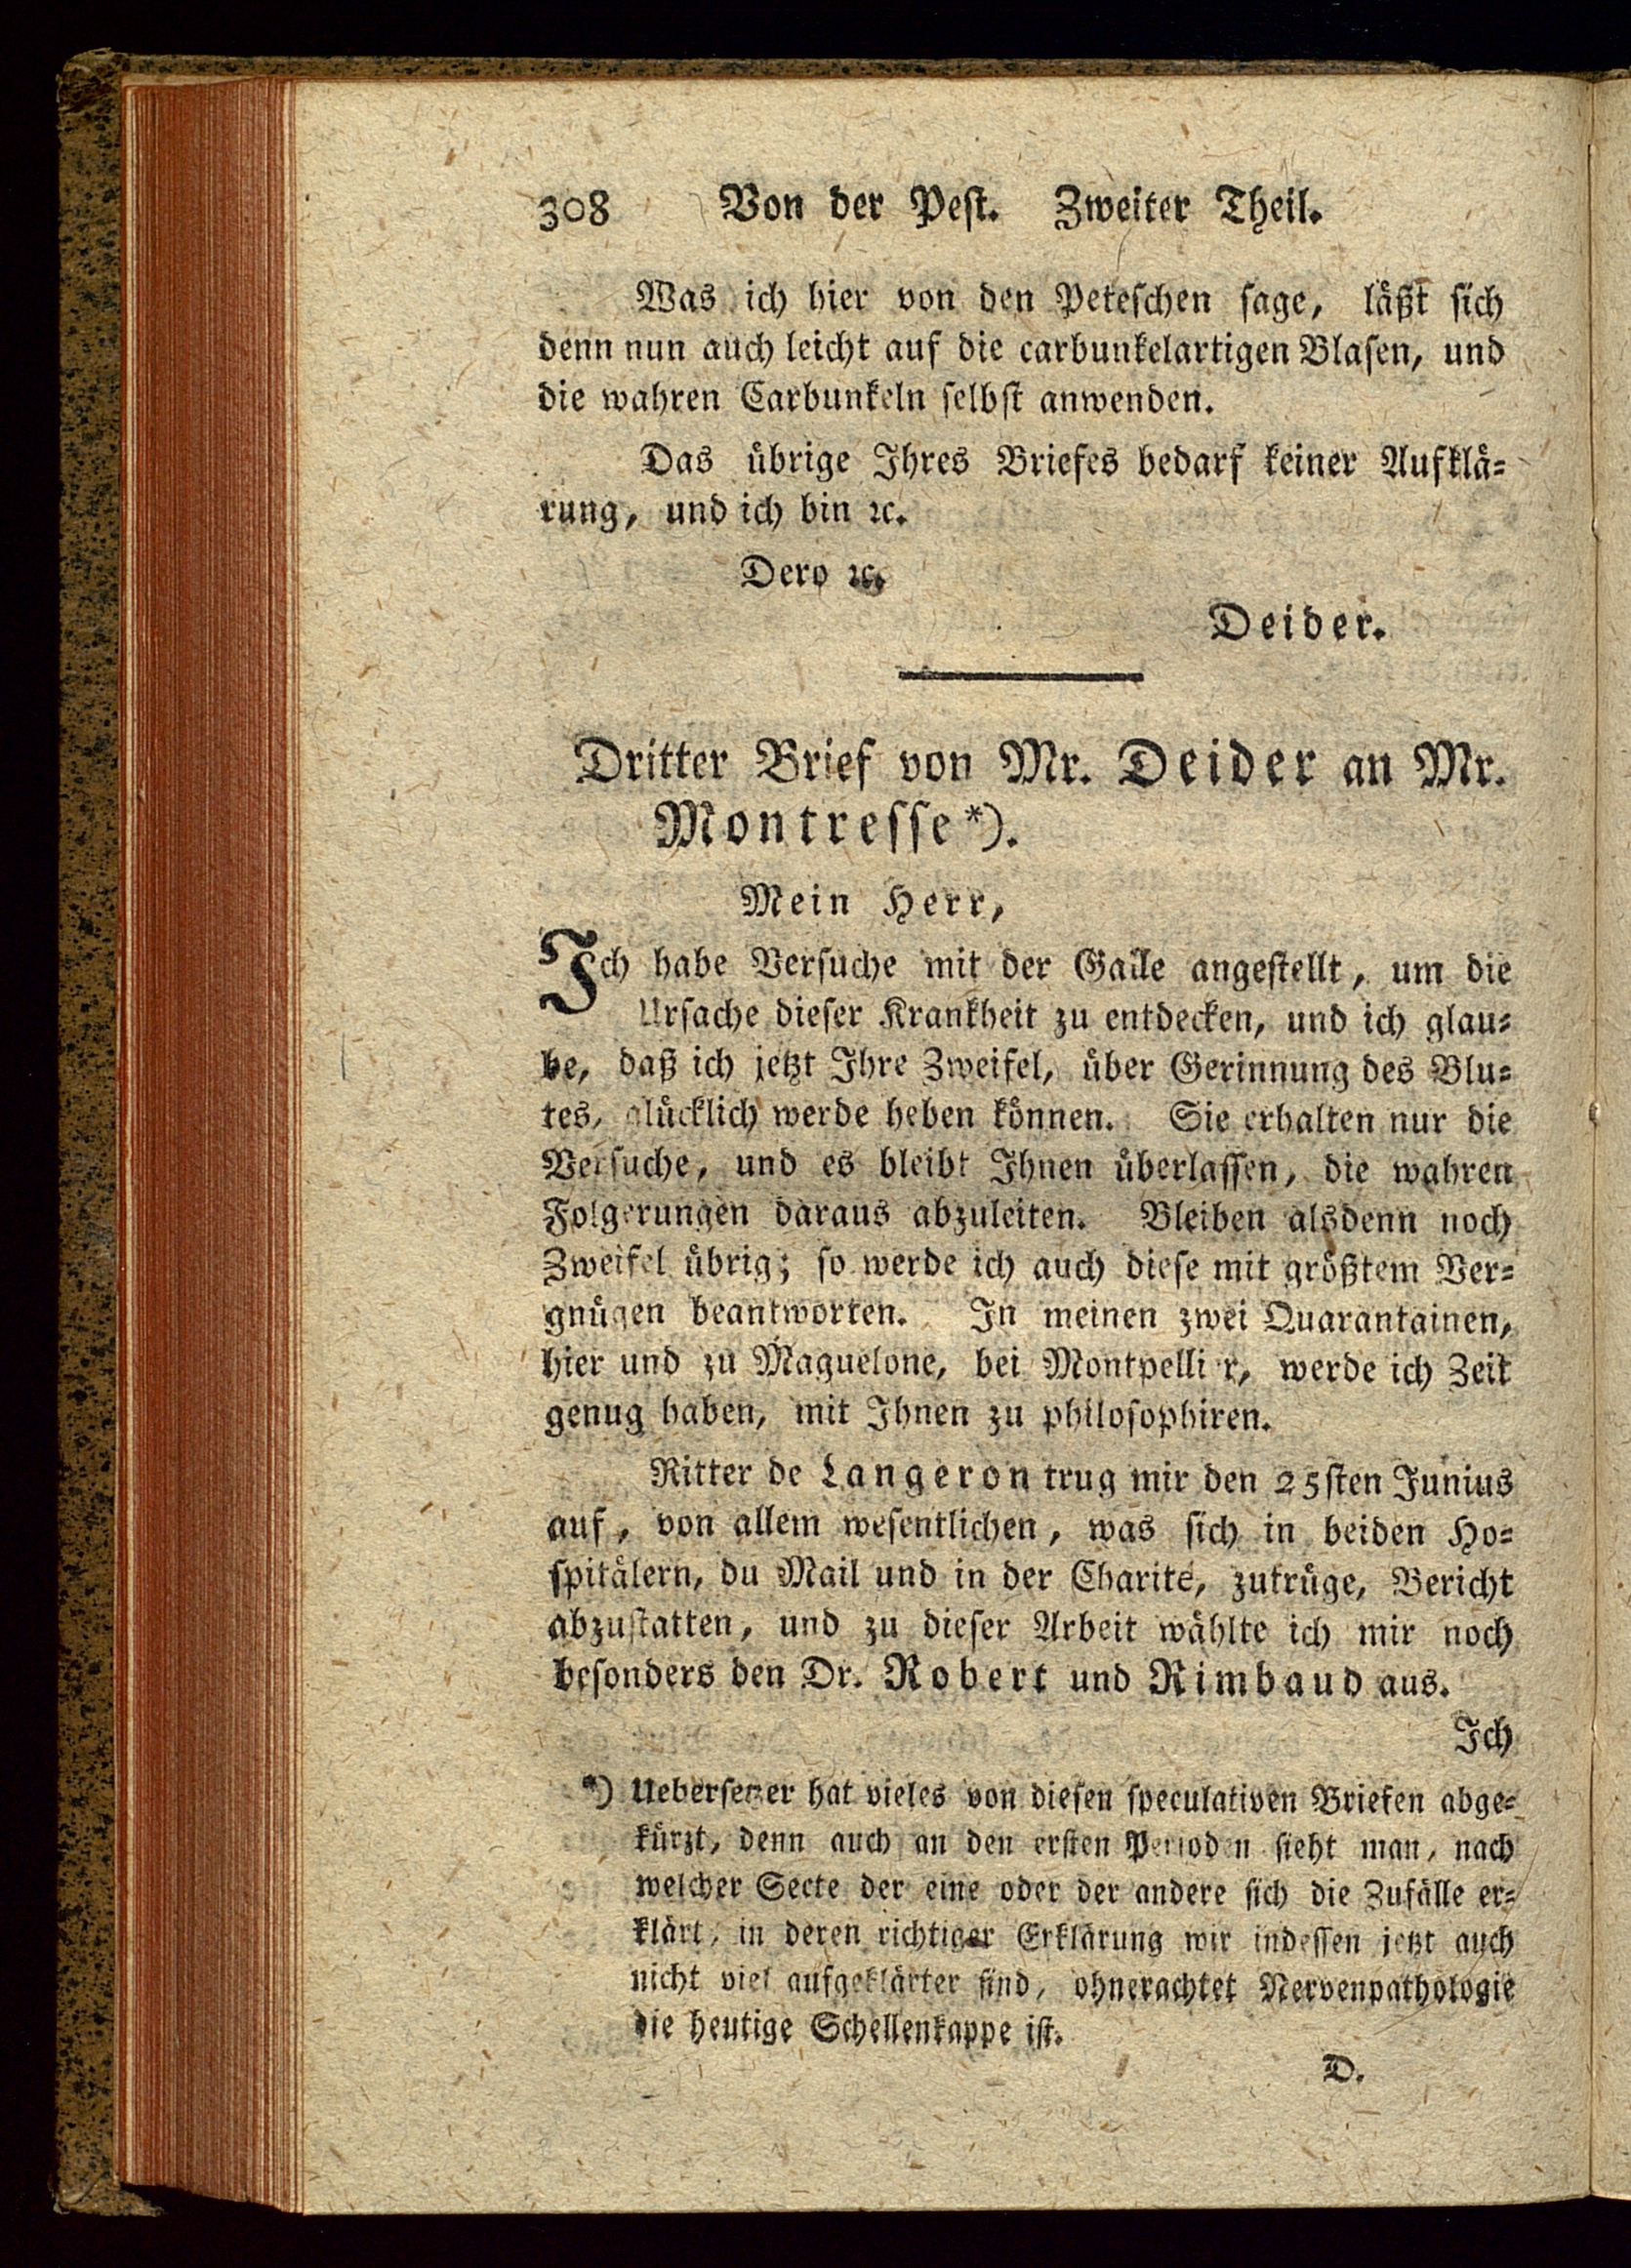 308 Von der Pest. Zweiter Theil.
Was ich hier von den Peteschen sage, läßt sich
denn nun auch leicht auf die carbunkelartigen Blasen, und
die wahren Carbunkeln selbst anwenden.
Das übrige Ihres Briefes bedarf keiner Aufklä-
rung, und ich bin ꝛc.
Dero ꝛc.
Deider.
Dritter Brief von Mr. Deider an Mr.
Montresse*).
Mein Herr,
Ich habe Versuche mit der Galle angestellt, um die
Ursache dieser Krankheit zu entdecken, und ich glau-
be, daß ich jetzt Ihre Zweifel, über Gerinnung des Blu-
tes, glücklich werde heben können. Sie erhalten nur die
Versuche, und es bleibt Ihnen überlassen, die wahren
Folgerungen daraus abzuleiten. Bleiben alsdenn noch
Zweifel übrig; so werde ich auch diese mit größtem Ver-
gnügen beantworten. In meinen zwei Quarantainen,
hier und zu Maguelone, bei Montpellier, werde ich Zeit
genug haben, mit Ihnen zu philosophiren.
Ritter de Langeron trug mir den 25sten Junius
auf, von allem wesentlichen, was sich in beiden Ho-
spitälern, du Mail und in der Charité, zutrüge, Bericht
abzustatten, und zu dieser Arbeit wählte ich mir noch
besonders den Dr. Robert und Rimbaud aus.
Ich
*) Uebersetzer hat vieles von diesen speculativen Briefen abge-
kürzt, denn auch an den ersten Perioden sieht man, nach
welcher Secte der eine oder der andere sich die Zufälle er-
klärt, in deren richtiger Erklärung wir indessen jetzt auch
nicht viel aufgeklärter sind, ohnerachtet Nervenpathologie
die heutige Schellenkappe ist.
D.